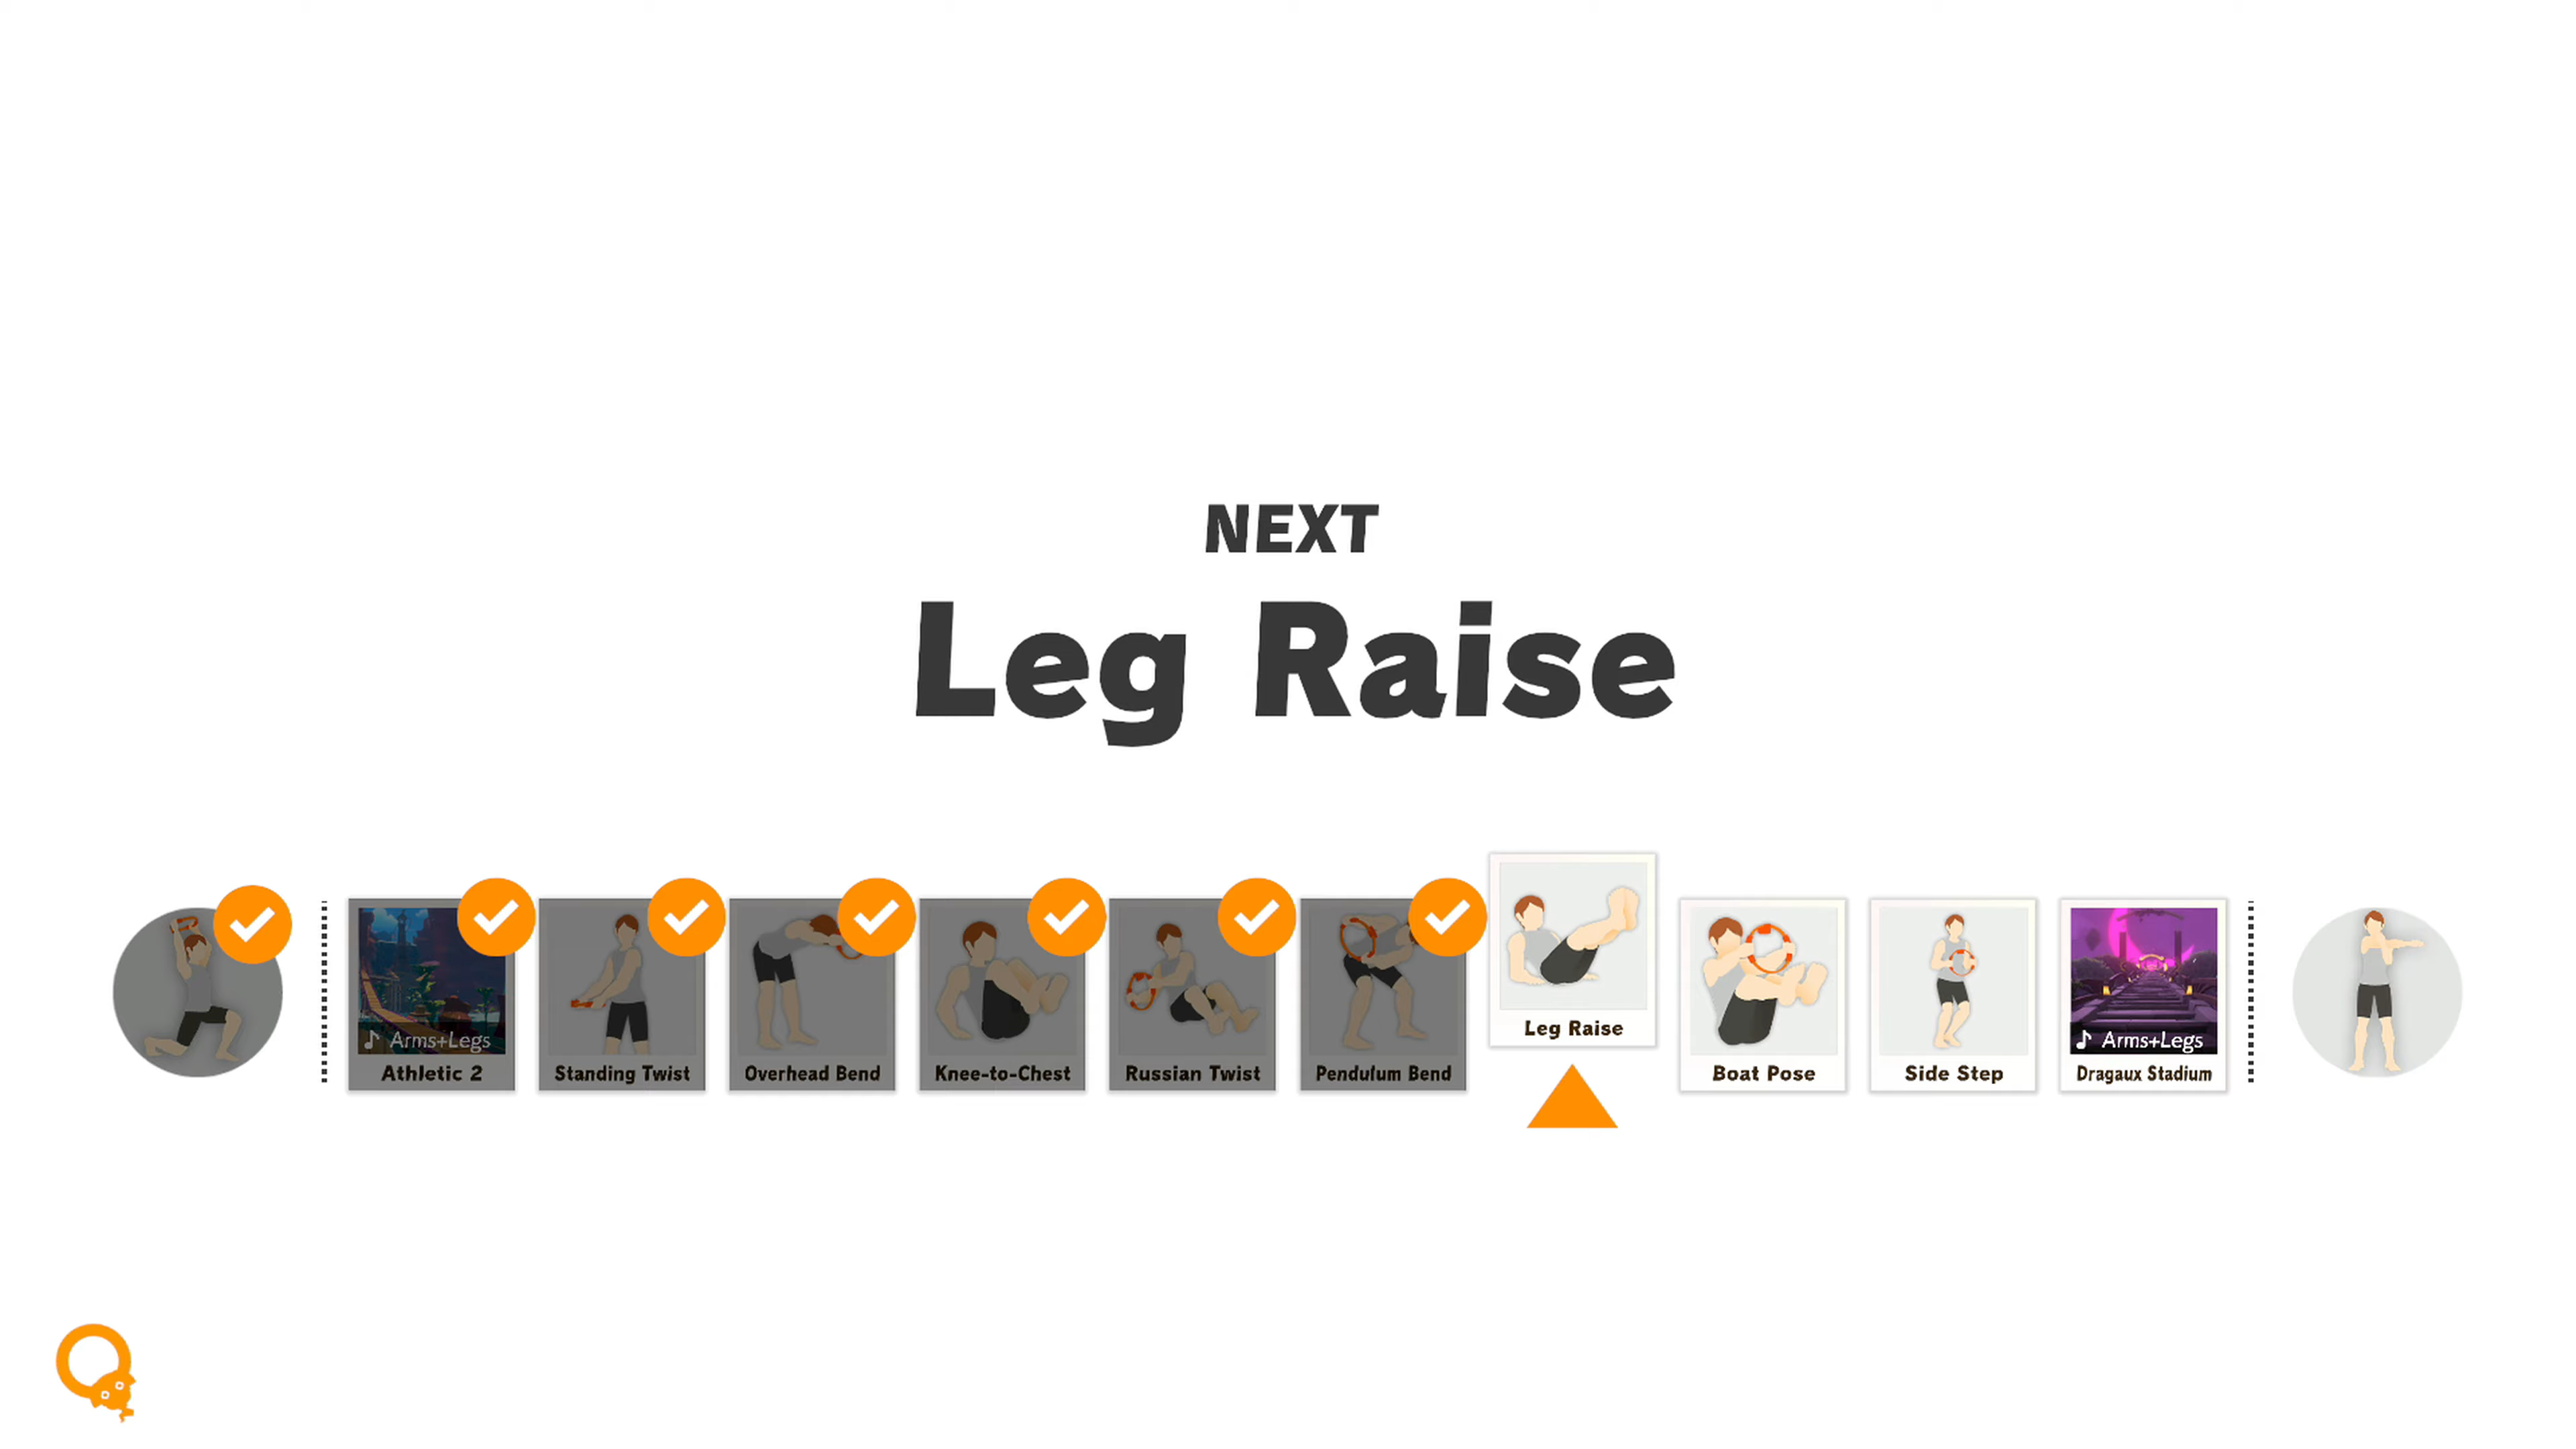 NEXT
Leg Raise
Arms+Legs
Athletic 2
Standing Twist
Overhead Bend
Knee-to-Chest
Russian Twist
Pendulum Bend
Leg Raise
Boat Pose
Side Step
Arms+Legs
Dragaux Stadium